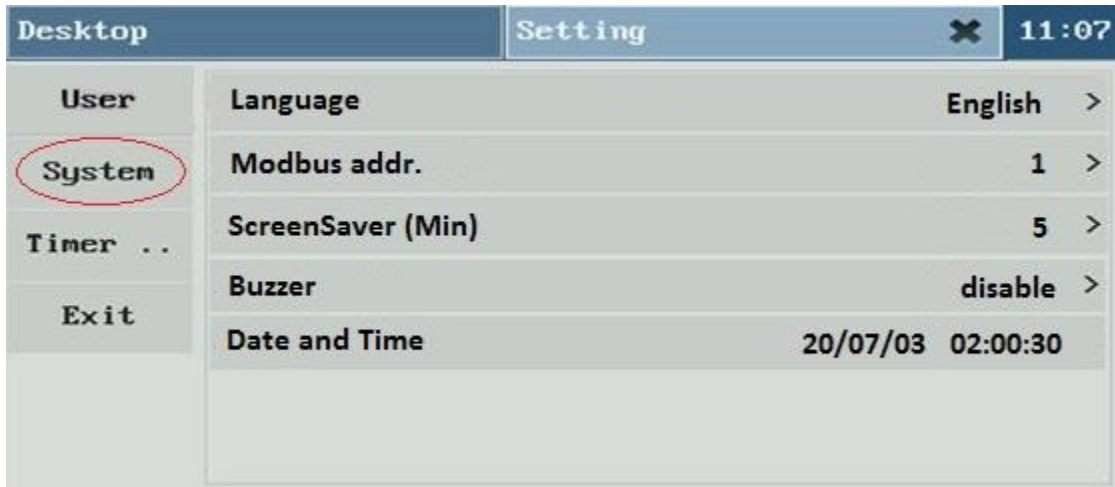 Desktop Setting 11:07
User
System
Timer ..
Exit
Language English >
Modbus addr. 1 >
ScreenSaver (Min) 5 >
Buzzer disable >
Date and Time 20/07/03 02:00:30